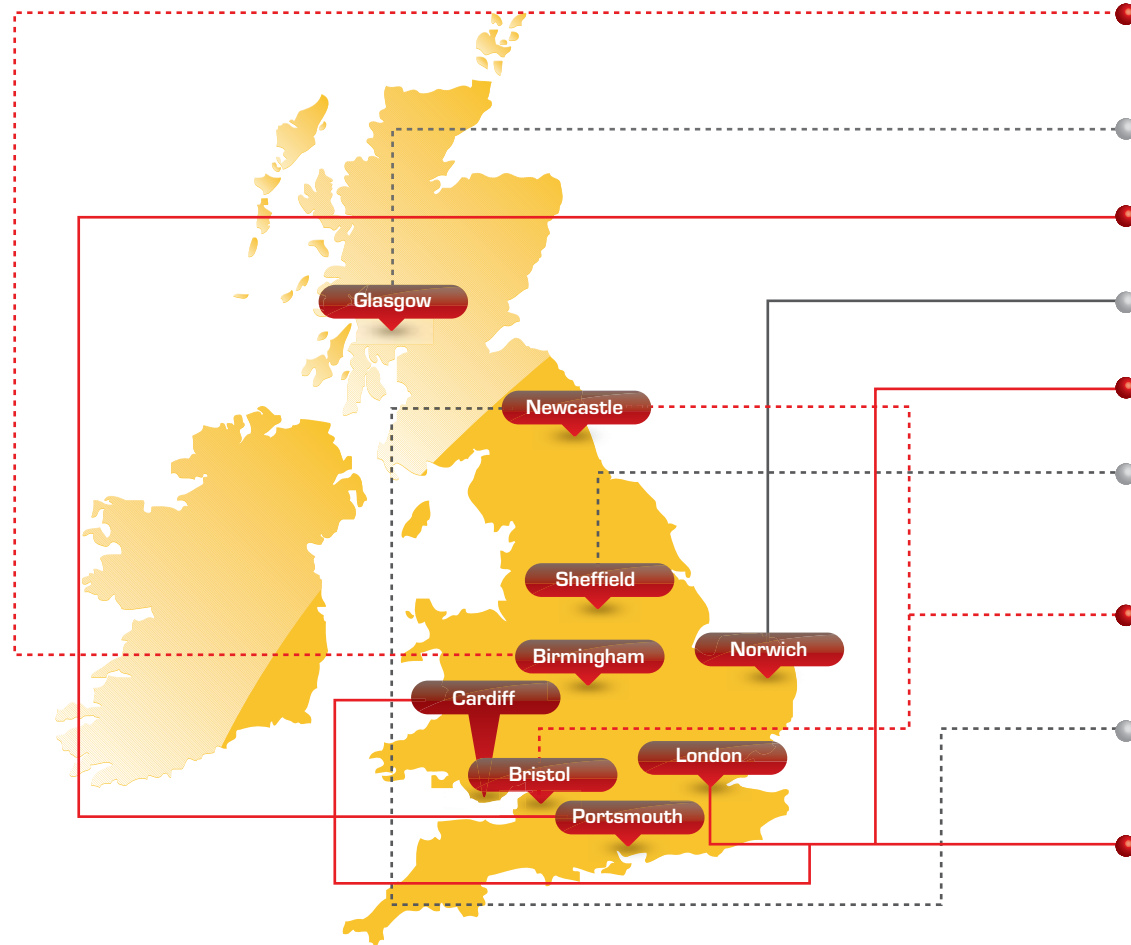 Glasgow
Newcastle
Sheffield
Norwich
Birmingham
Cardiff
London
Bristol
Portsmouth